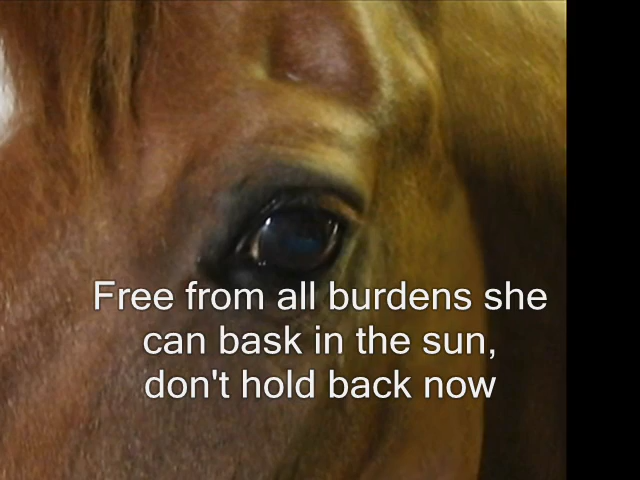 Free from all burdens she
can bask in the sun,
don't hold back now